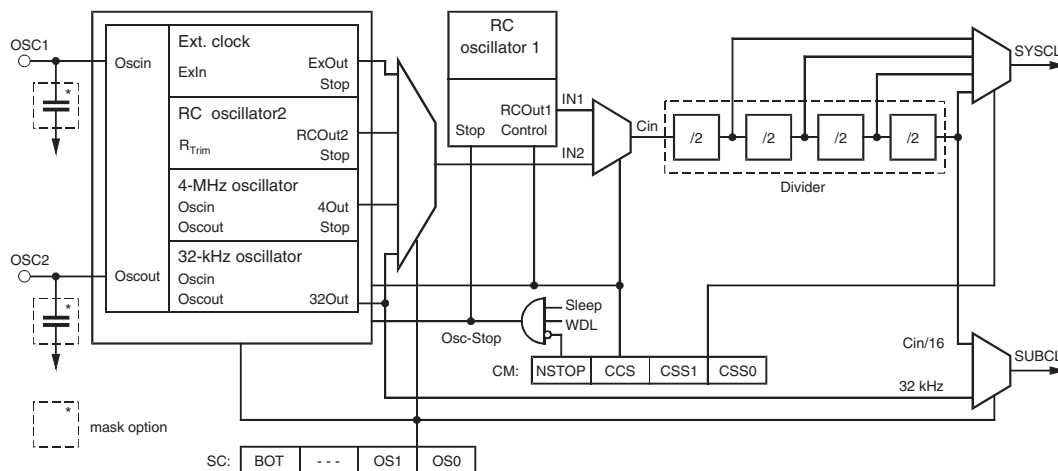 OSC1
Oscin
*
Ext. clock
ExIn
ExOut
Stop
RC oscillator2
RTrim
RCOut2
Stop
4-MHz oscillator
Oscin
4Out
Oscout
Stop
32-kHz oscillator
Oscin
Oscout
32Out
OSC2
Oscout
*
RC
oscillator 1
RCOut1
Stop
Control
IN1
IN2
Cin
/2
/2
/2
/2
Divider
SYSCL
Sleep
WDL
Osc-Stop
CM:
NSTOP
CCS
CSS1
CSS0
Cin/16
32 kHz
SUBCL
*
mask option
SC:
BOT
- - -
OS1
OS0